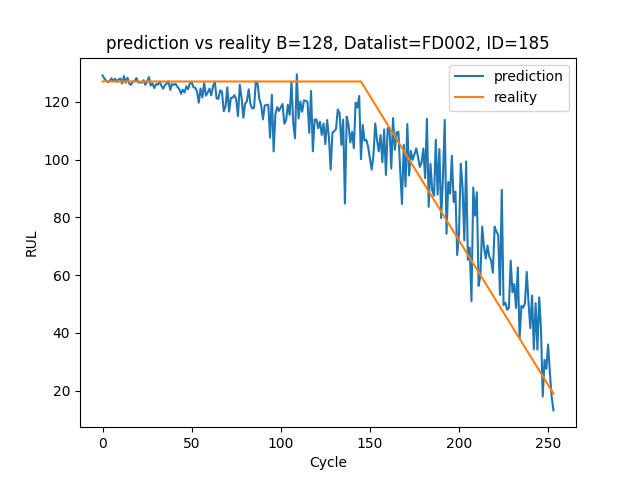 prediction vs reality B=128, Datalist=FD002, ID=185
prediction
reality
RUL
120
100
80
60
40
20
0 50 100 150 200 250
Cycle